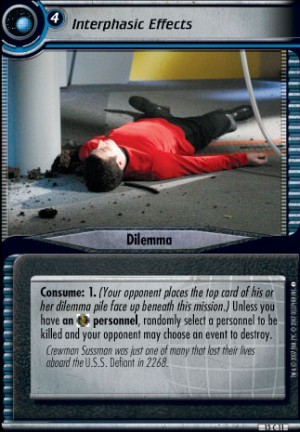 4 Interphasic Effects
Dilemma
Consume: 1. (Your opponent places the top card of his or
her dilemma pile face up beneath this mission.) Unless you
have an personnel, randomly select a personnel to be
killed and your opponent may choose an event to destroy.
Crewman Sussman was just one of many that lost their lives
aboard the U.S.S. Defiant in 2268.